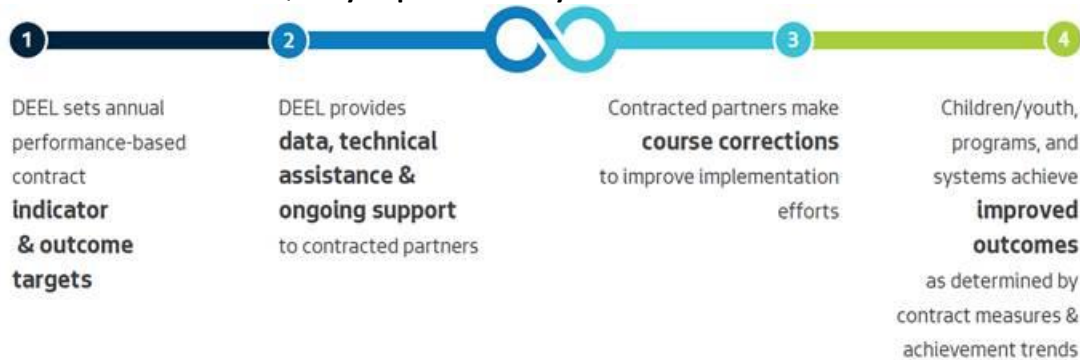 1
2
3
4
DEEL sets annual
performance-based
contract
indicator
& outcome
targets
DEEL provides
data, technical
assistance &
ongoing support
to contracted partners
Contracted partners make
course corrections
to improve implementation
efforts
Children/youth,
programs, and
systems achieve
improved
outcomes
as determined by
contract measures &
achievement trends